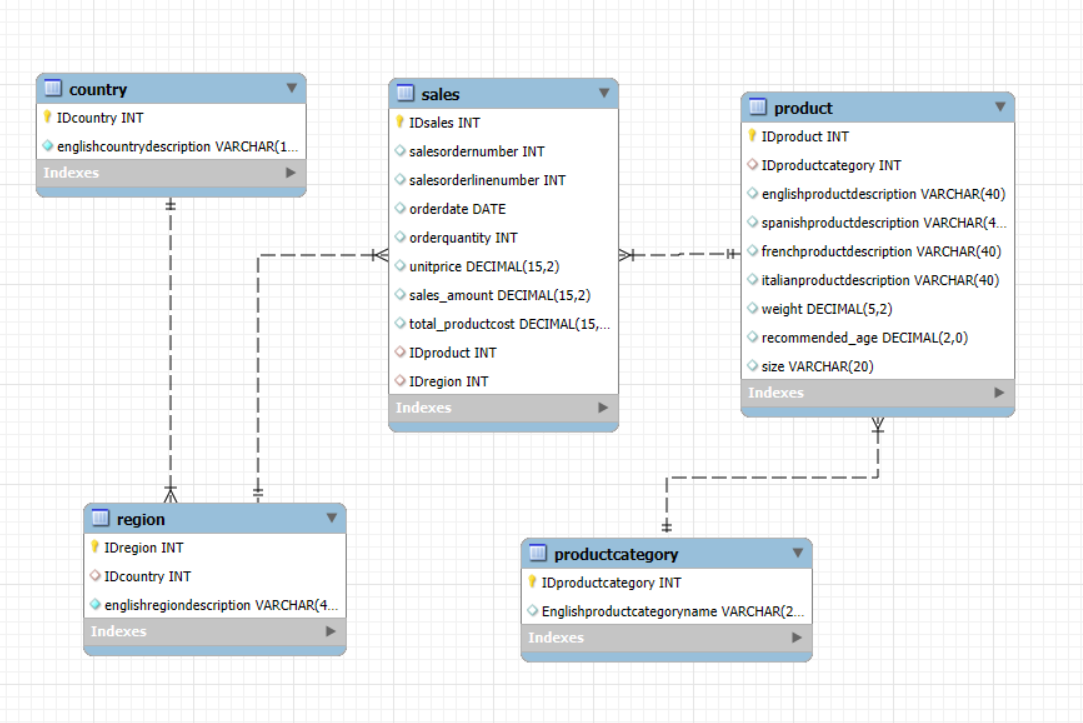 country
IDcountry INT
englishcountrydescription VARCHAR(1...
Indexes
sales
IDsales INT
salesordernumber INT
salesorderlinenumber INT
orderdate DATE
orderquantity INT
unitprice DECIMAL(15,2)
sales_amount DECIMAL(15,2)
total_productcost DECIMAL(15,...
IDproduct INT
IDregion INT
Indexes
product
IDproduct INT
IDproductcategory INT
englishproductdescription VARCHAR(40)
spanishproductdescription VARCHAR(4...
frenchproductdescription VARCHAR(40)
italianproductdescription VARCHAR(40)
weight DECIMAL(5,2)
recommended_age DECIMAL(2,0)
size VARCHAR(20)
Indexes
region
IDregion INT
IDcountry INT
englishregiondescription VARCHAR(4...
Indexes
productcategory
IDproductcategory INT
Englishproductcategoryname VARCHAR(2...
Indexes